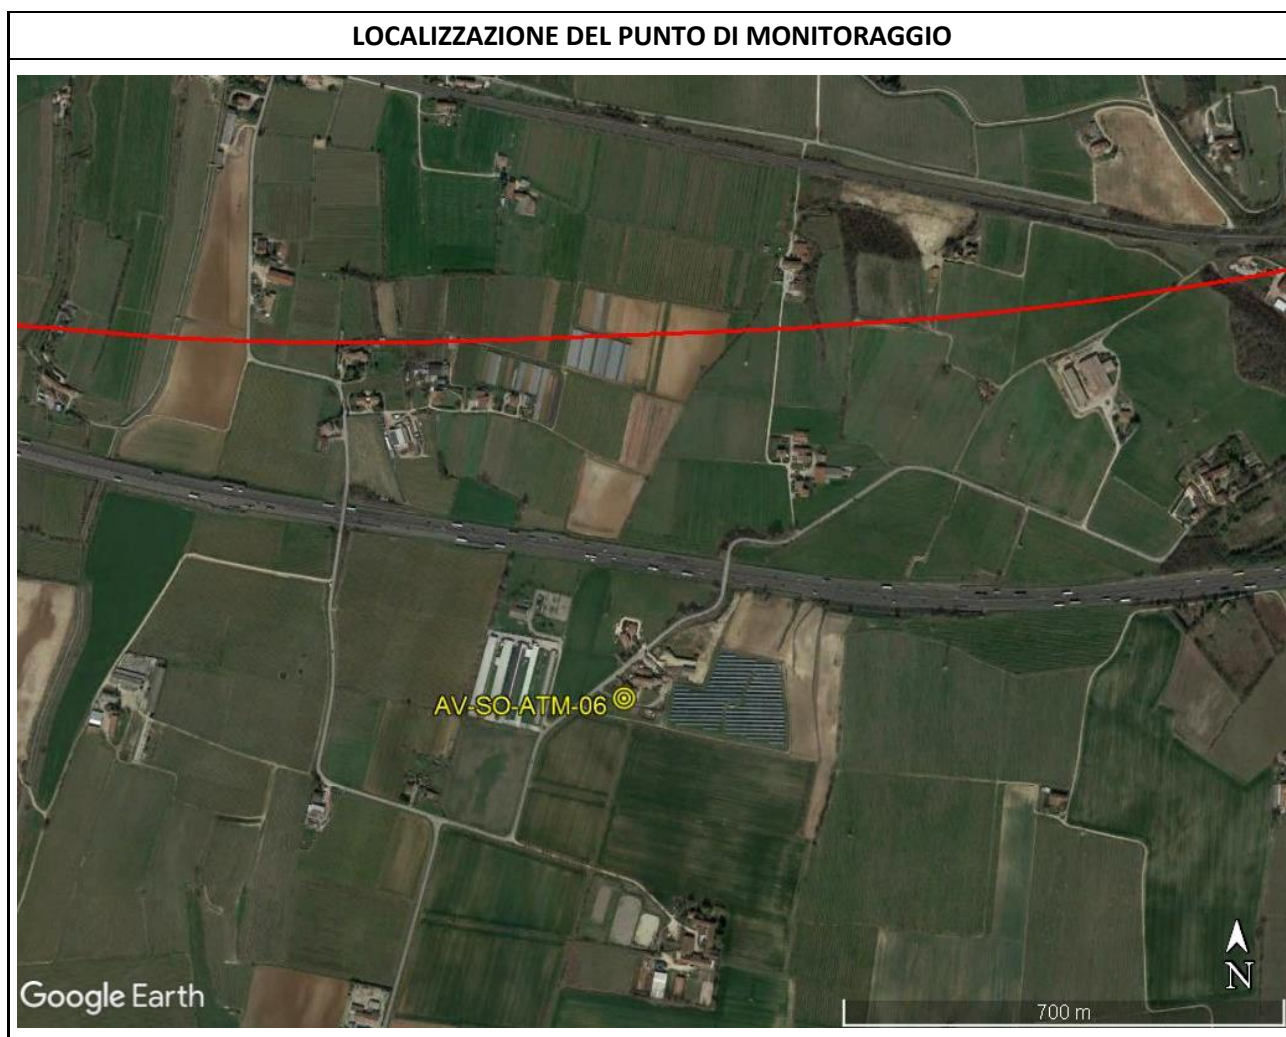 LOCALIZZAZIONE DEL PUNTO DI MONITORAGGIO
AV-SO-ATM-06
N
Google Earth
700 m